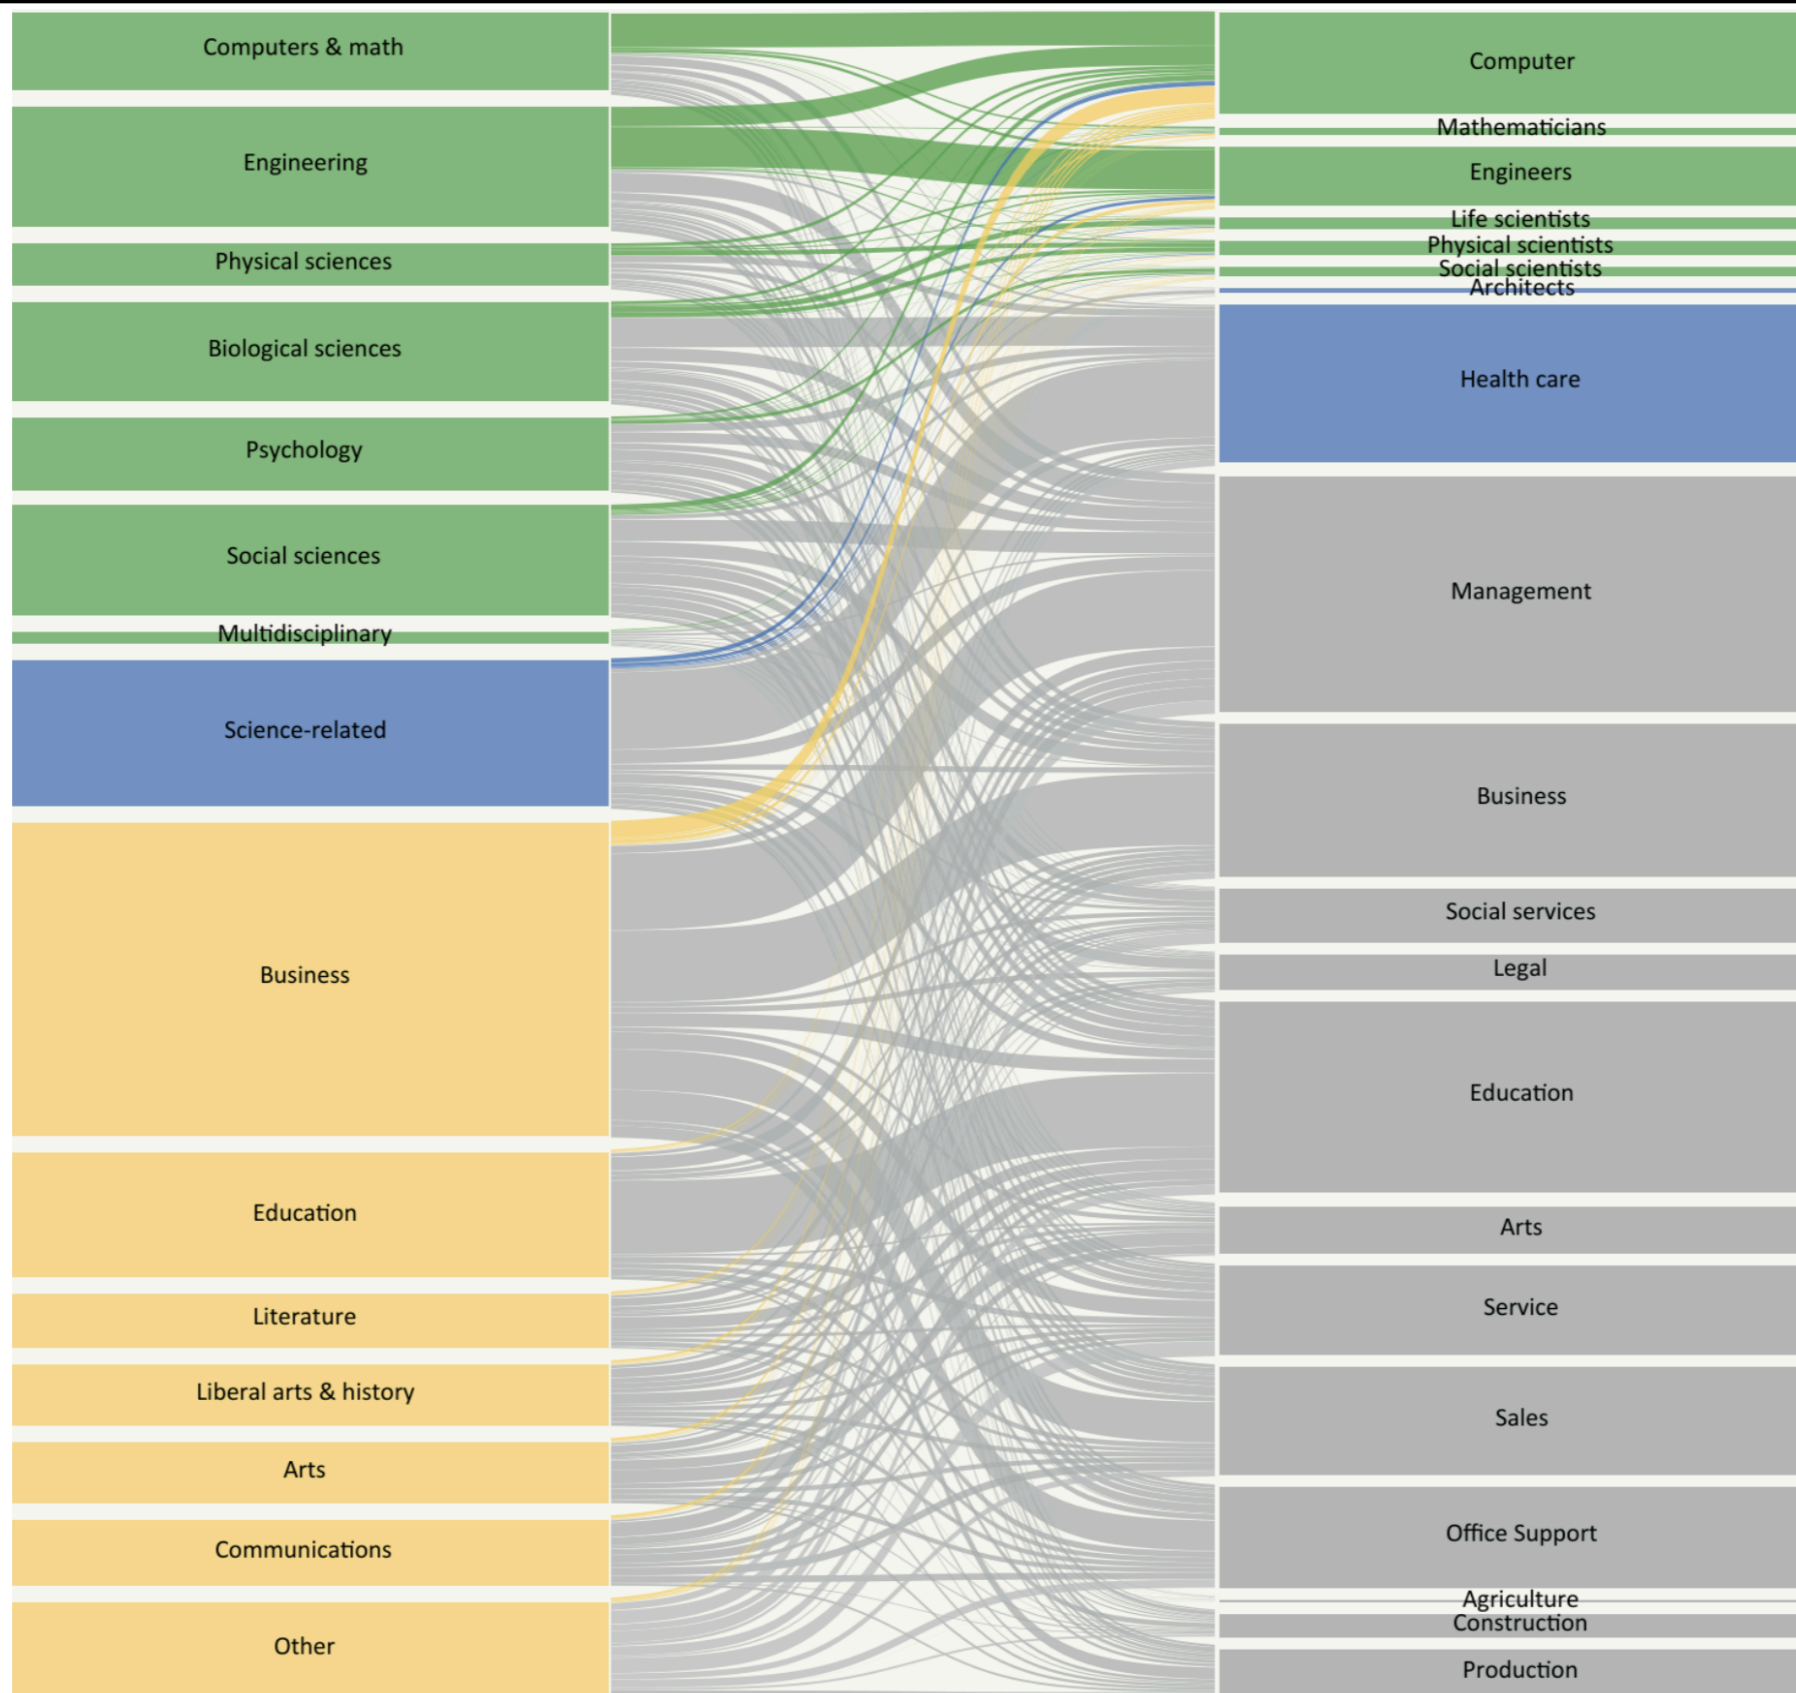 Computers & math
Engineering
Physical sciences
Biological sciences
Psychology
Social sciences
Multidisciplinary
Science-related
Business
Education
Literature
Liberal arts & history
Arts
Communications
Other
Computer
Mathematicians
Engineers
Life scientists
Physical scientists
Social scientists
Architects
Health care
Management
Business
Social services
Legal
Education
Arts
Service
Sales
Office Support
Agriculture
Construction
Production